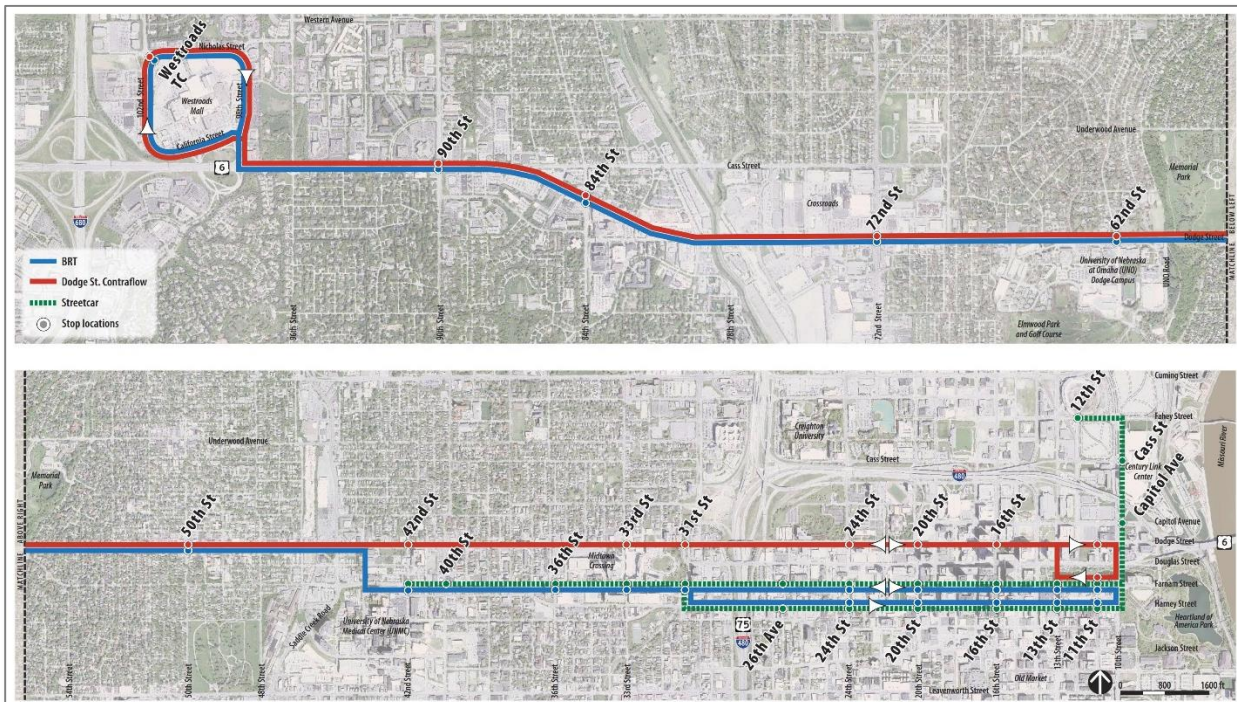 Western Avenue
Nicholas Street
Westroads
TC
102nd Street
Westroads
Mall
California Street
6
90th St
84th St
Cass Street
Underwood Avenue
Memorial
Park
Crossroads
72nd St
62nd St
Dodge Street
University of Nebraska
at Omaha (UNO)
Dodge Campus
UNO Road
MATCHLINE BELOW LEFT
BRT
Dodge St. Contraflow
Streetcar
Stop locations
96th Street
90th Street
84th Street
78th Street
72nd Street
Elmwood Park
and Golf Course
Cuming Street
12th St
Fahey Street
Underwood Avenue
Creighton
University
Cass Street
480
Cass St
Century Link
Center
Capitol Ave
Missouri River
Memorial
Park
MATCHLINE ABOVE RIGHT
50th St
42nd St
40th St
36th St
33rd St
31st St
Midtown
Crossing
24th St
20th St
16th St
Capitol Avenue
Dodge Street
6
Douglas Street
Farnam Street
Harney Street
Heartland of
America Park
Jackson Street
Saddle Creek Road
University of Nebraska
Medical Center (UNMC)
75
480
26th Ave
24th St
20th St
16th St
13th St
11th St
54th Street
50th Street
48th Street
42nd Street
36th Street
33rd Street
24th Street
20th Street
16th Street
13th Street
10th Street
Leavenworth Street
Old Market
0 800 1600 ft